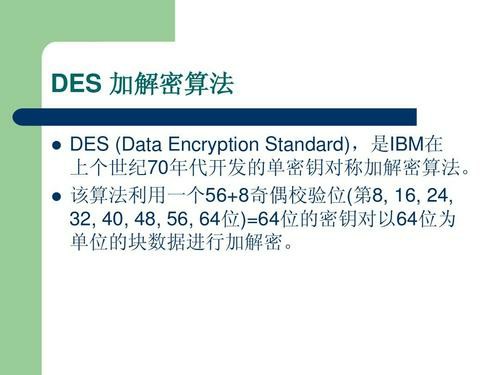 DES 加解密算法
DES (Data Encryption Standard)，是IBM在
上个世纪70年代开发的单密钥对称加解密算法。
该算法利用一个56+8奇偶校验位(第8, 16, 24,
32, 40, 48, 56, 64位)=64位的密钥对以64位为
单位的块数据进行加解密。